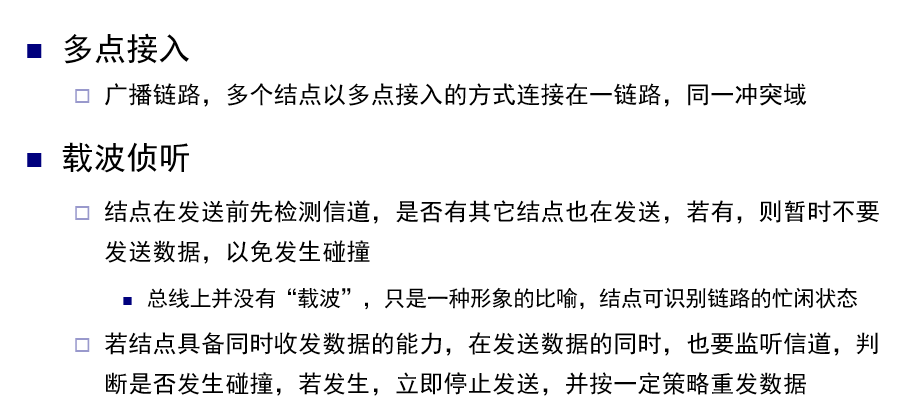 多点接入
广播链路，多个结点以多点接入的方式连接在一链路，同一冲突域
载波侦听
结点在发送前先检测信道，是否有其它结点也在发送，若有，则暂时不要
发送数据，以免发生碰撞
总线上并没有“载波”，只是一种形象的比喻，结点可识别链路的忙闲状态
若结点具备同时收发数据的能力，在发送数据的同时，也要监听信道，判
断是否发生碰撞，若发生，立即停止发送，并按一定策略重发数据